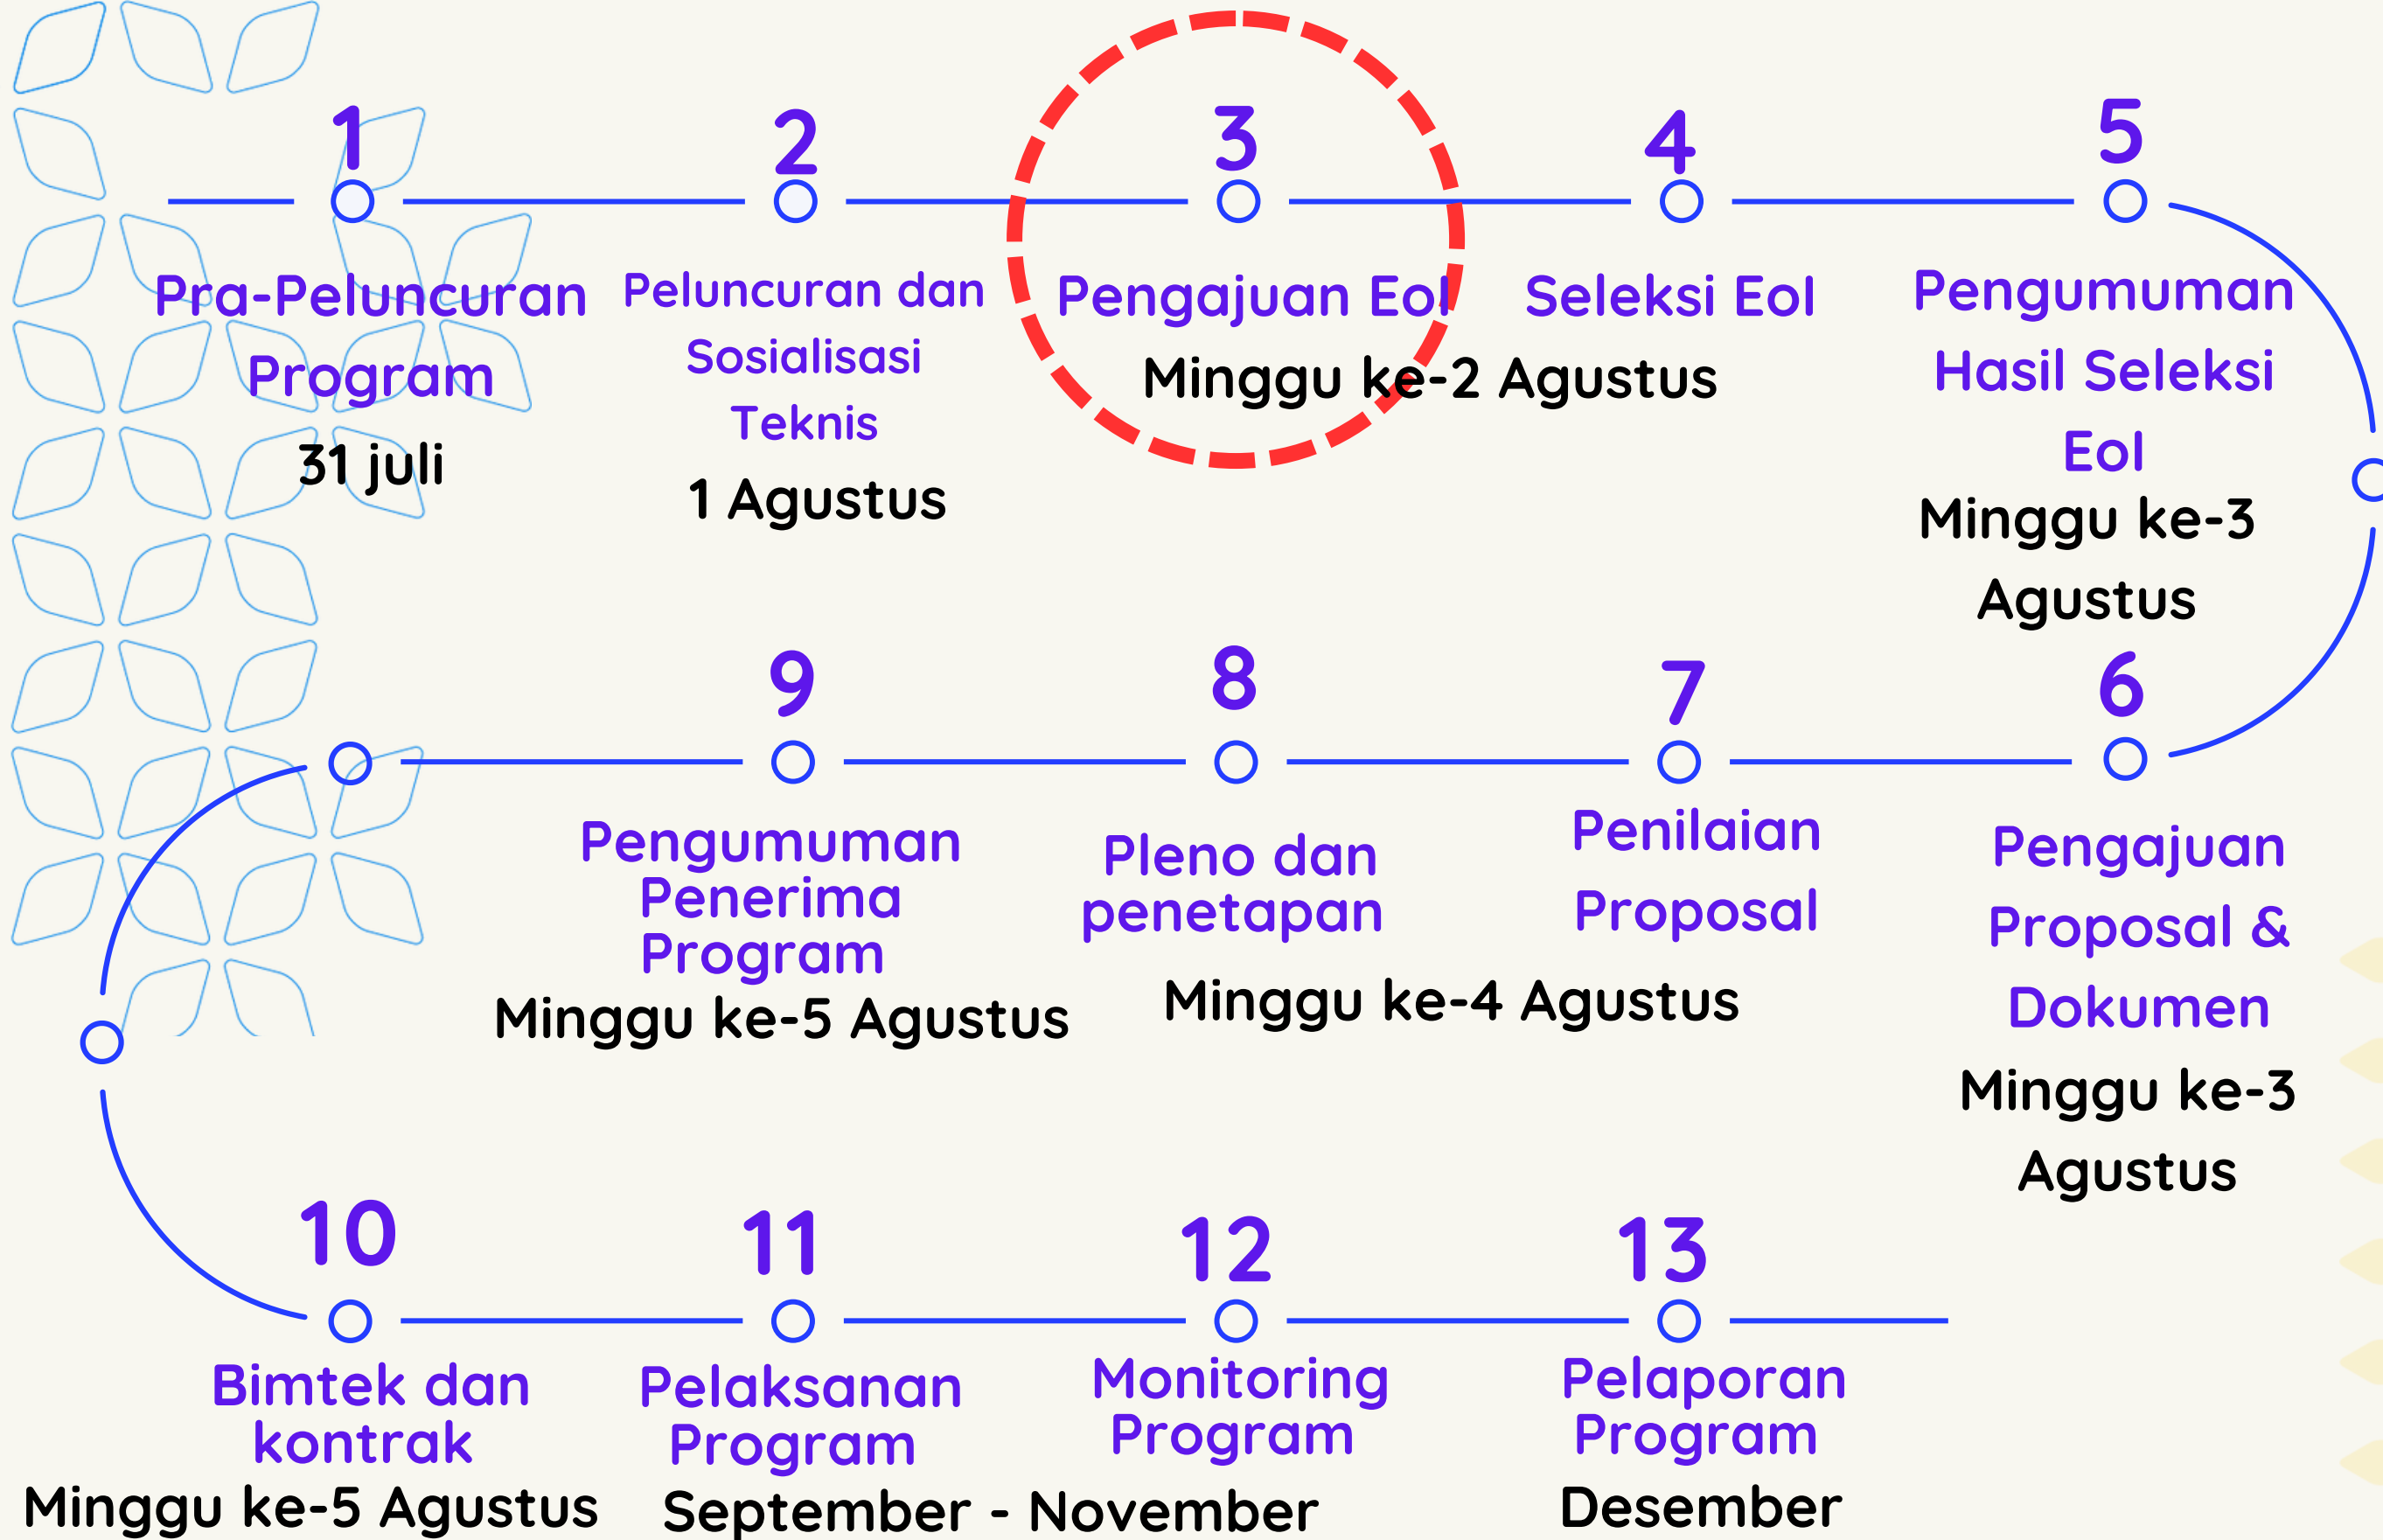 1
Pra-Peluncuran
Program
31 juli
2
Peluncuran dan
Sosialisasi
Teknis
1 Agustus
3
Pengajuan EoI
4
Seleksi EoI
Minggu ke-2 Agustus
5
Pengumuman
Hasil Seleksi
EoI
Minggu ke-3
Agustus
6
Pengajuan
Proposal &
Dokumen
Minggu ke-3
Agustus
7
Penilaian
Proposal
8
Pleno dan
penetapan
Minggu ke-4 Agustus
9
Pengumuman
Penerima
Program
Minggu ke-5 Agustus
10
Bimtek dan
kontrak
Minggu ke-5 Agustus
11
Pelaksanan
Program
12
Monitoring
Program
September - November
13
Pelaporan
Program
Desember